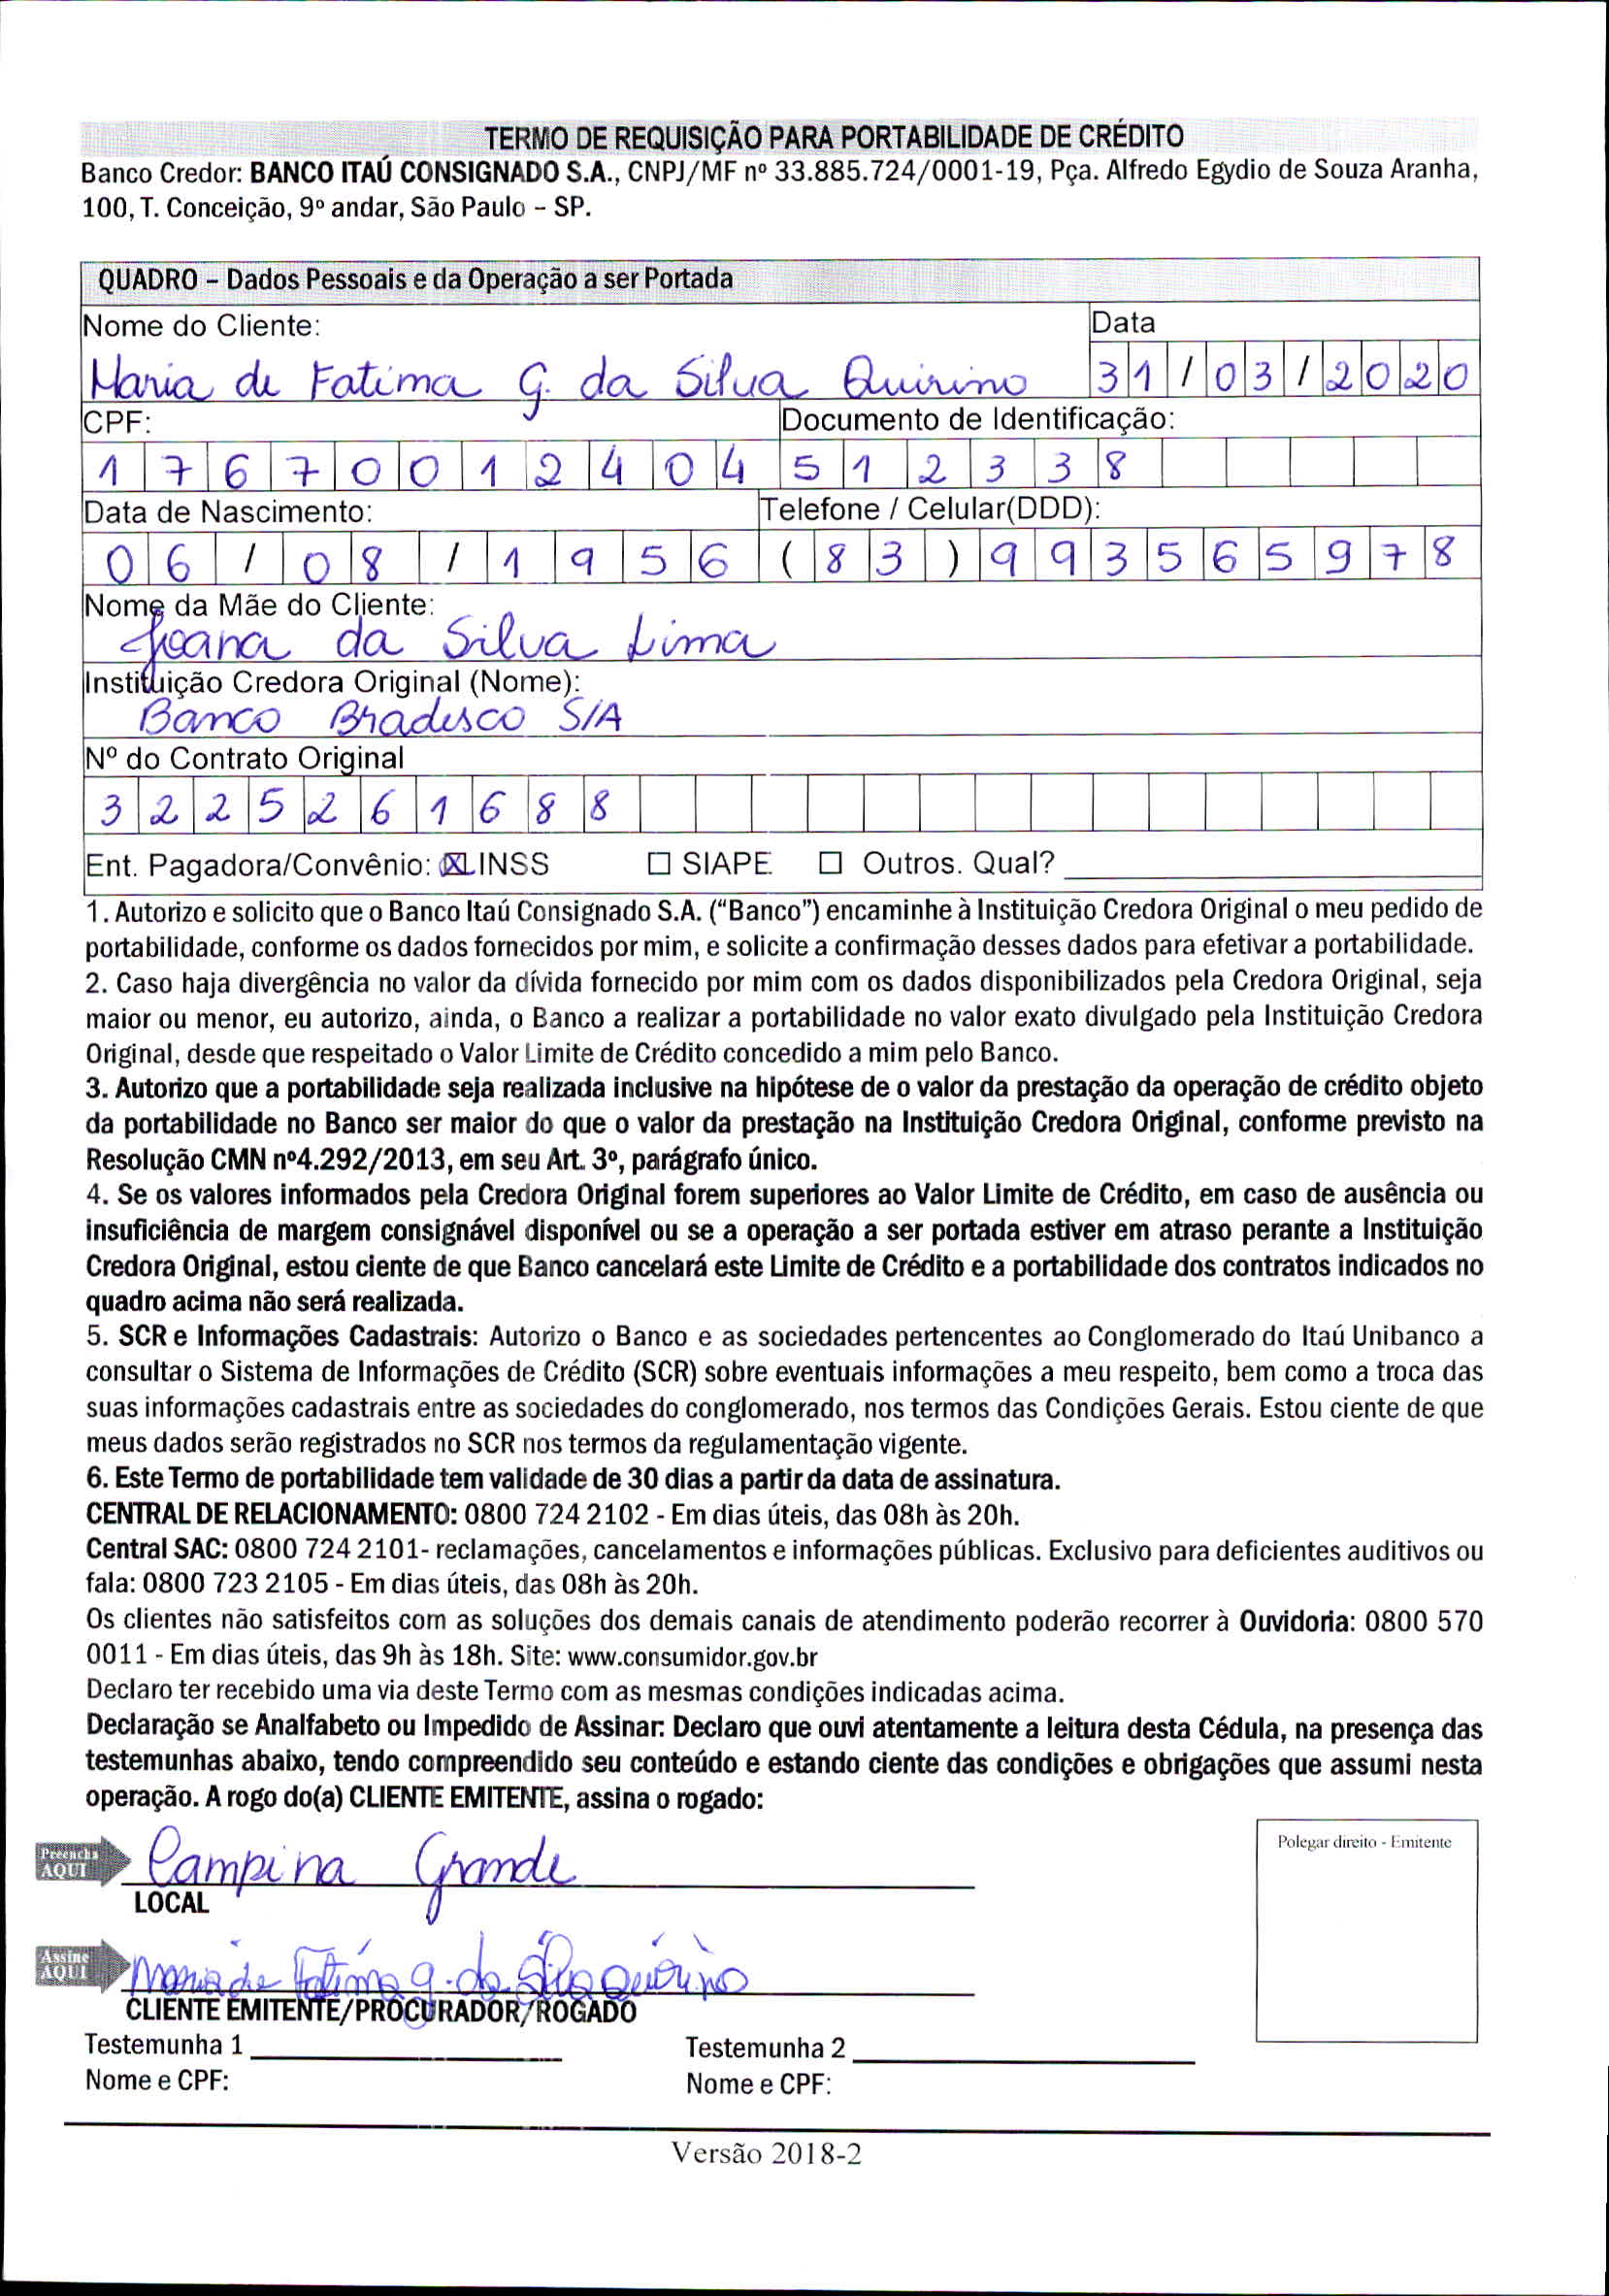 TERMO DE REQUISIÇÃO PARA PORTABILIDADE DE CRÉDITO
Banco Credor: BANCO ITAÚ CONSIGNADO S.A., CNPJ/MF nº 33.885.724/0001-19, Pça. Alfredo Egydio de Souza Aranha,
100, T. Conceição, 9º andar, São Paulo – SP.
QUADRO – Dados Pessoais e da Operação a ser Portada
Nome do Cliente: Data
Maria de Fatima G. da Silva Quirino 31/03/2020
CPF: Documento de Identificação:
17670012404 512338
Data de Nascimento: Telefone / Celular(DDD):
06/08/1956 (83)993565978
Nome da Mãe do Cliente:
Joana da Silva Lima
Instituição Credora Original (Nome):
Banco Bradesco S/A
Nº do Contrato Original
3225261688
Ent. Pagadora/Convênio: ☒ INSS ☐ SIAPE ☐ Outros. Qual?
1. Autorizo e solicito que o Banco Itaú Consignado S.A. (“Banco”) encaminhe à Instituição Credora Original o meu pedido de
portabilidade, conforme os dados fornecidos por mim, e solicite a confirmação desses dados para efetivar a portabilidade.
2. Caso haja divergência no valor da dívida fornecido por mim com os dados disponibilizados pela Credora Original, seja
maior ou menor, eu autorizo, ainda, o Banco a realizar a portabilidade no valor exato divulgado pela Instituição Credora
Original, desde que respeitado o Valor Limite de Crédito concedido a mim pelo Banco.
3. Autorizo que a portabilidade seja realizada inclusive na hipótese de o valor da prestação da operação de crédito objeto
da portabilidade no Banco ser maior do que o valor da prestação na Instituição Credora Original, conforme previsto na
Resolução CMN nº4.292/2013, em seu Art. 3º, parágrafo único.
4. Se os valores informados pela Credora Original forem superiores ao Valor Limite de Crédito, em caso de ausência ou
insuficiência de margem consignável disponível ou se a operação a ser portada estiver em atraso perante a Instituição
Credora Original, estou ciente de que Banco cancelará este Limite de Crédito e a portabilidade dos contratos indicados no
quadro acima não será realizada.
5. SCR e Informações Cadastrais: Autorizo o Banco e as sociedades pertencentes ao Conglomerado do Itaú Unibanco a
consultar o Sistema de Informações de Crédito (SCR) sobre eventuais informações a meu respeito, bem como a troca das
suas informações cadastrais entre as sociedades do conglomerado, nos termos das Condições Gerais. Estou ciente de que
meus dados serão registrados no SCR nos termos da regulamentação vigente.
6. Este Termo de portabilidade tem validade de 30 dias a partir da data de assinatura.
CENTRAL DE RELACIONAMENTO: 0800 724 2102 - Em dias úteis, das 08h às 20h.
Central SAC: 0800 724 2101- reclamações, cancelamentos e informações públicas. Exclusivo para deficientes auditivos ou
fala: 0800 723 2105 - Em dias úteis, das 08h às 20h.
Os clientes não satisfeitos com as soluções dos demais canais de atendimento poderão recorrer à Ouvidoria: 0800 570
0011 - Em dias úteis, das 9h às 18h. Site: www.consumidor.gov.br
Declaro ter recebido uma via deste Termo com as mesmas condições indicadas acima.
Declaração se Analfabeto ou Impedido de Assinar: Declaro que ouvi atentamente a leitura desta Cédula, na presença das
testemunhas abaixo, tendo compreendido seu conteúdo e estando ciente das condições e obrigações que assumi nesta
operação. A rogo do(a) CLIENTE EMITENTE, assina o rogado:
Polegar direito - Emitente
Preencha
AQUI
Campina Grande
LOCAL
Assine
AQUI
Maria de Fatima G. da Silva Quirino
CLIENTE EMITENTE/PROCURADOR/ROGADO
Testemunha 1 Testemunha 2
Nome e CPF: Nome e CPF:
Versão 2018-2